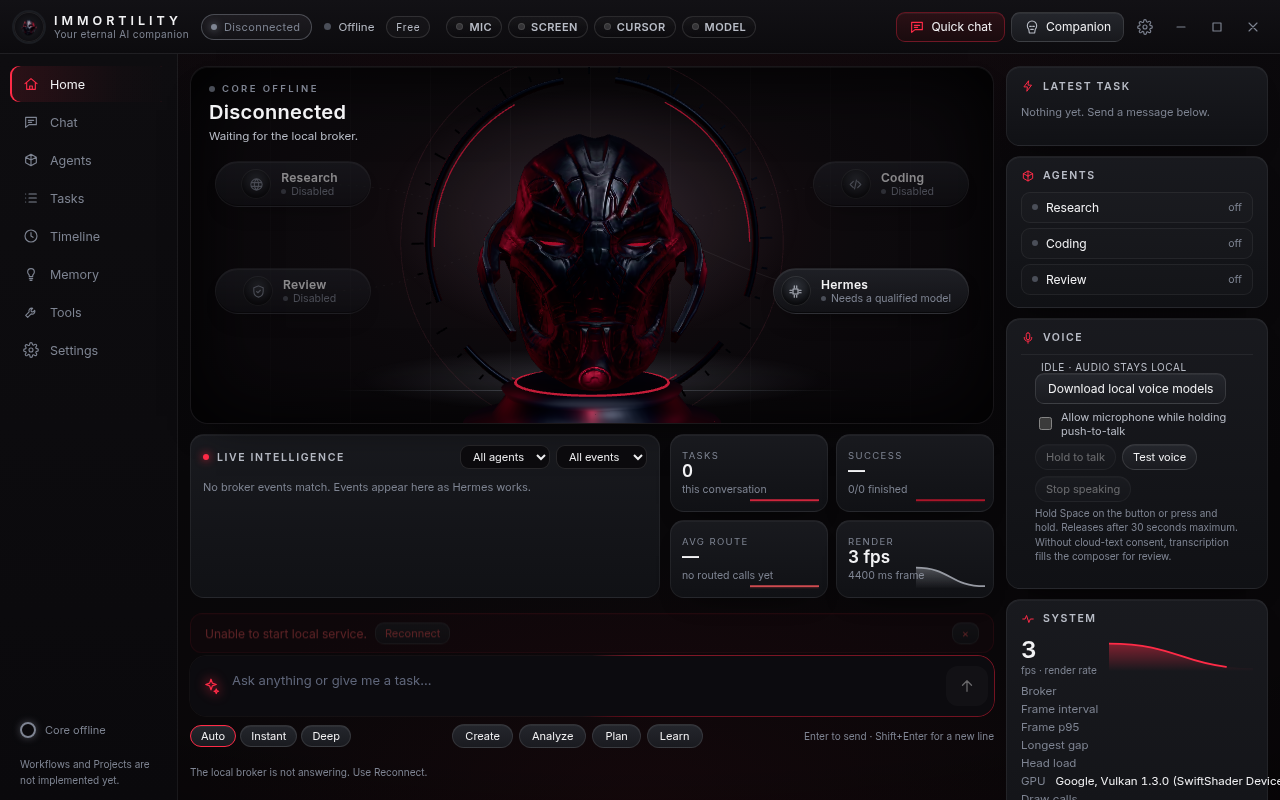 IMMORTILITY
Your eternal AI companion
Disconnected
Offline
Free
MIC
SCREEN
CURSOR
MODEL
Quick chat
Companion
Home
Chat
Agents
Tasks
Timeline
Memory
Tools
Settings
Core offline
Workflows and Projects are
not implemented yet.
CORE OFFLINE
Disconnected
Waiting for the local broker.
Research
Disabled
Coding
Disabled
Review
Disabled
Hermes
Needs a qualified model
LIVE INTELLIGENCE
All agents
All events
No broker events match. Events appear here as Hermes works.
TASKS
0
this conversation
SUCCESS
—
0/0 finished
AVG ROUTE
—
no routed calls yet
RENDER
3 fps
4400 ms frame
Unable to start local service.
Reconnect
×
Ask anything or give me a task...
Auto
Instant
Deep
Create
Analyze
Plan
Learn
Enter to send · Shift+Enter for a new line
The local broker is not answering. Use Reconnect.
LATEST TASK
Nothing yet. Send a message below.
AGENTS
Research off
Coding off
Review off
VOICE
IDLE · AUDIO STAYS LOCAL
Download local voice models
Allow microphone while holding
push-to-talk
Hold to talk
Test voice
Stop speaking
Hold Space on the button or press and
hold. Releases after 30 seconds maximum.
Without cloud-text consent, transcription
fills the composer for review.
SYSTEM
3
fps · render rate
Broker
Frame interval
Frame p95
Longest gap
Head load
GPU Google, Vulkan 1.3.0 (SwiftShader Device
Draw calls